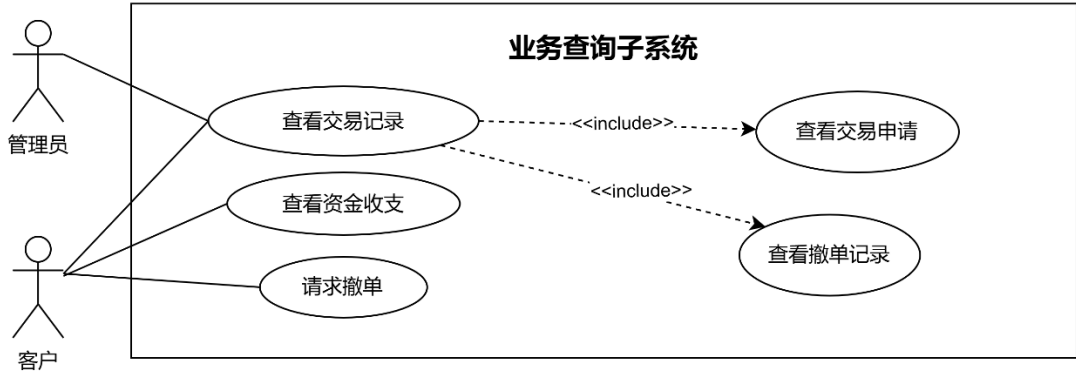 业务查询子系统
管理员
查看交易记录
<<include>>
查看交易申请
<<include>>
查看资金收支
查看撤单记录
请求撤单
客户